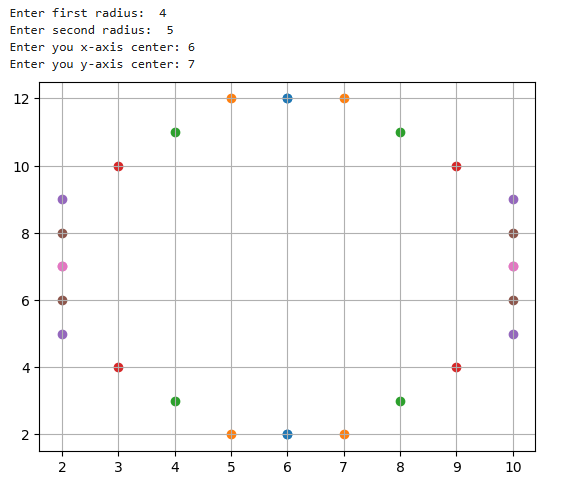 Enter first radius:  4
Enter second radius:  5
Enter you x-axis center: 6
Enter you y-axis center: 7
12
10
8
6
4
2
2 3 4 5 6 7 8 9 10